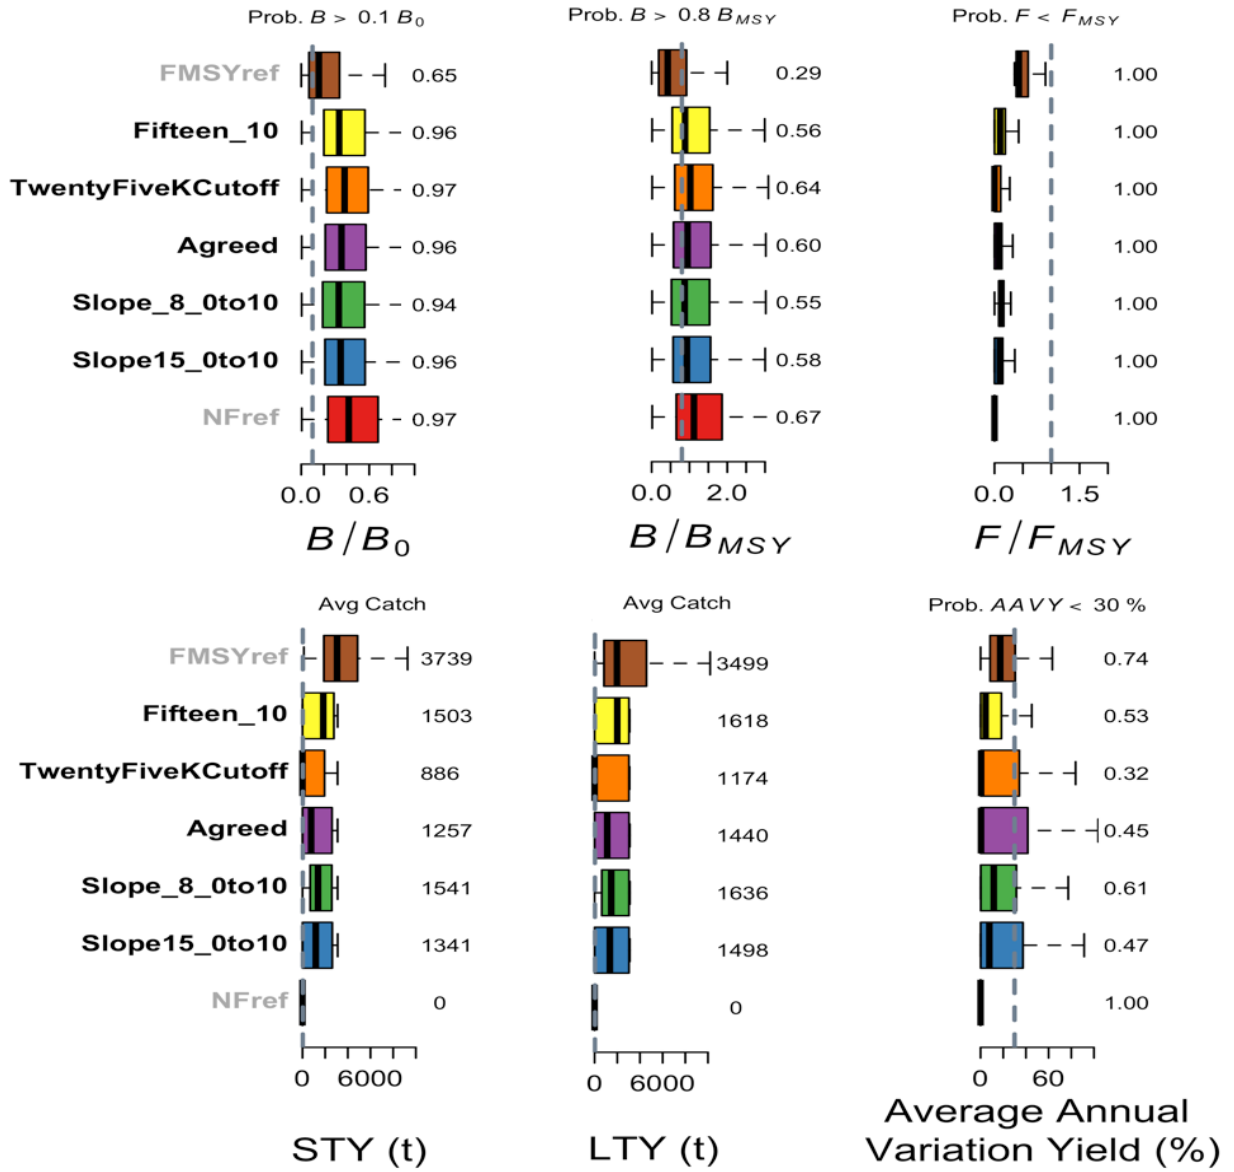 Prob. B > 0.1 B0 Prob. B > 0.8 BMSY Prob. F < FMSY
FMSYref 0.65 0.29 1.00
Fifteen_10 0.96 0.56 1.00
TwentyFiveKCutoff 0.97 0.64 1.00
Agreed 0.96 0.60 1.00
Slope_8_0to10 0.94 0.55 1.00
Slope15_0to10 0.96 0.58 1.00
NFref 0.97 0.67 1.00
0.0 0.6 0.0 2.0 0.0 1.5
B/B0 B/BMSY F/FMSY
Avg Catch Avg Catch Prob. AAVY < 30 %
FMSYref 3739 3499 0.74
Fifteen_10 1503 1618 0.53
TwentyFiveKCutoff 886 1174 0.32
Agreed 1257 1440 0.45
Slope_8_0to10 1541 1636 0.61
Slope15_0to10 1341 1498 0.47
NFref 0 0 1.00
0 6000 0 6000 0 60
STY (t) LTY (t) Average Annual
Variation Yield (%)